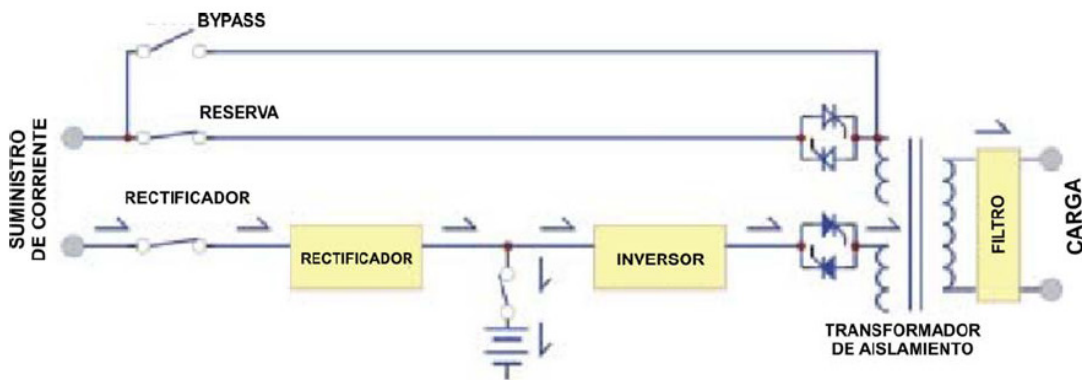 BYPASS
RESERVA
SUMINISTRO
DE CORRIENTE
RECTIFICADOR
RECTIFICADOR
INVERSOR
FILTRO
CARGA
TRANSFORMADOR
DE AISLAMIENTO